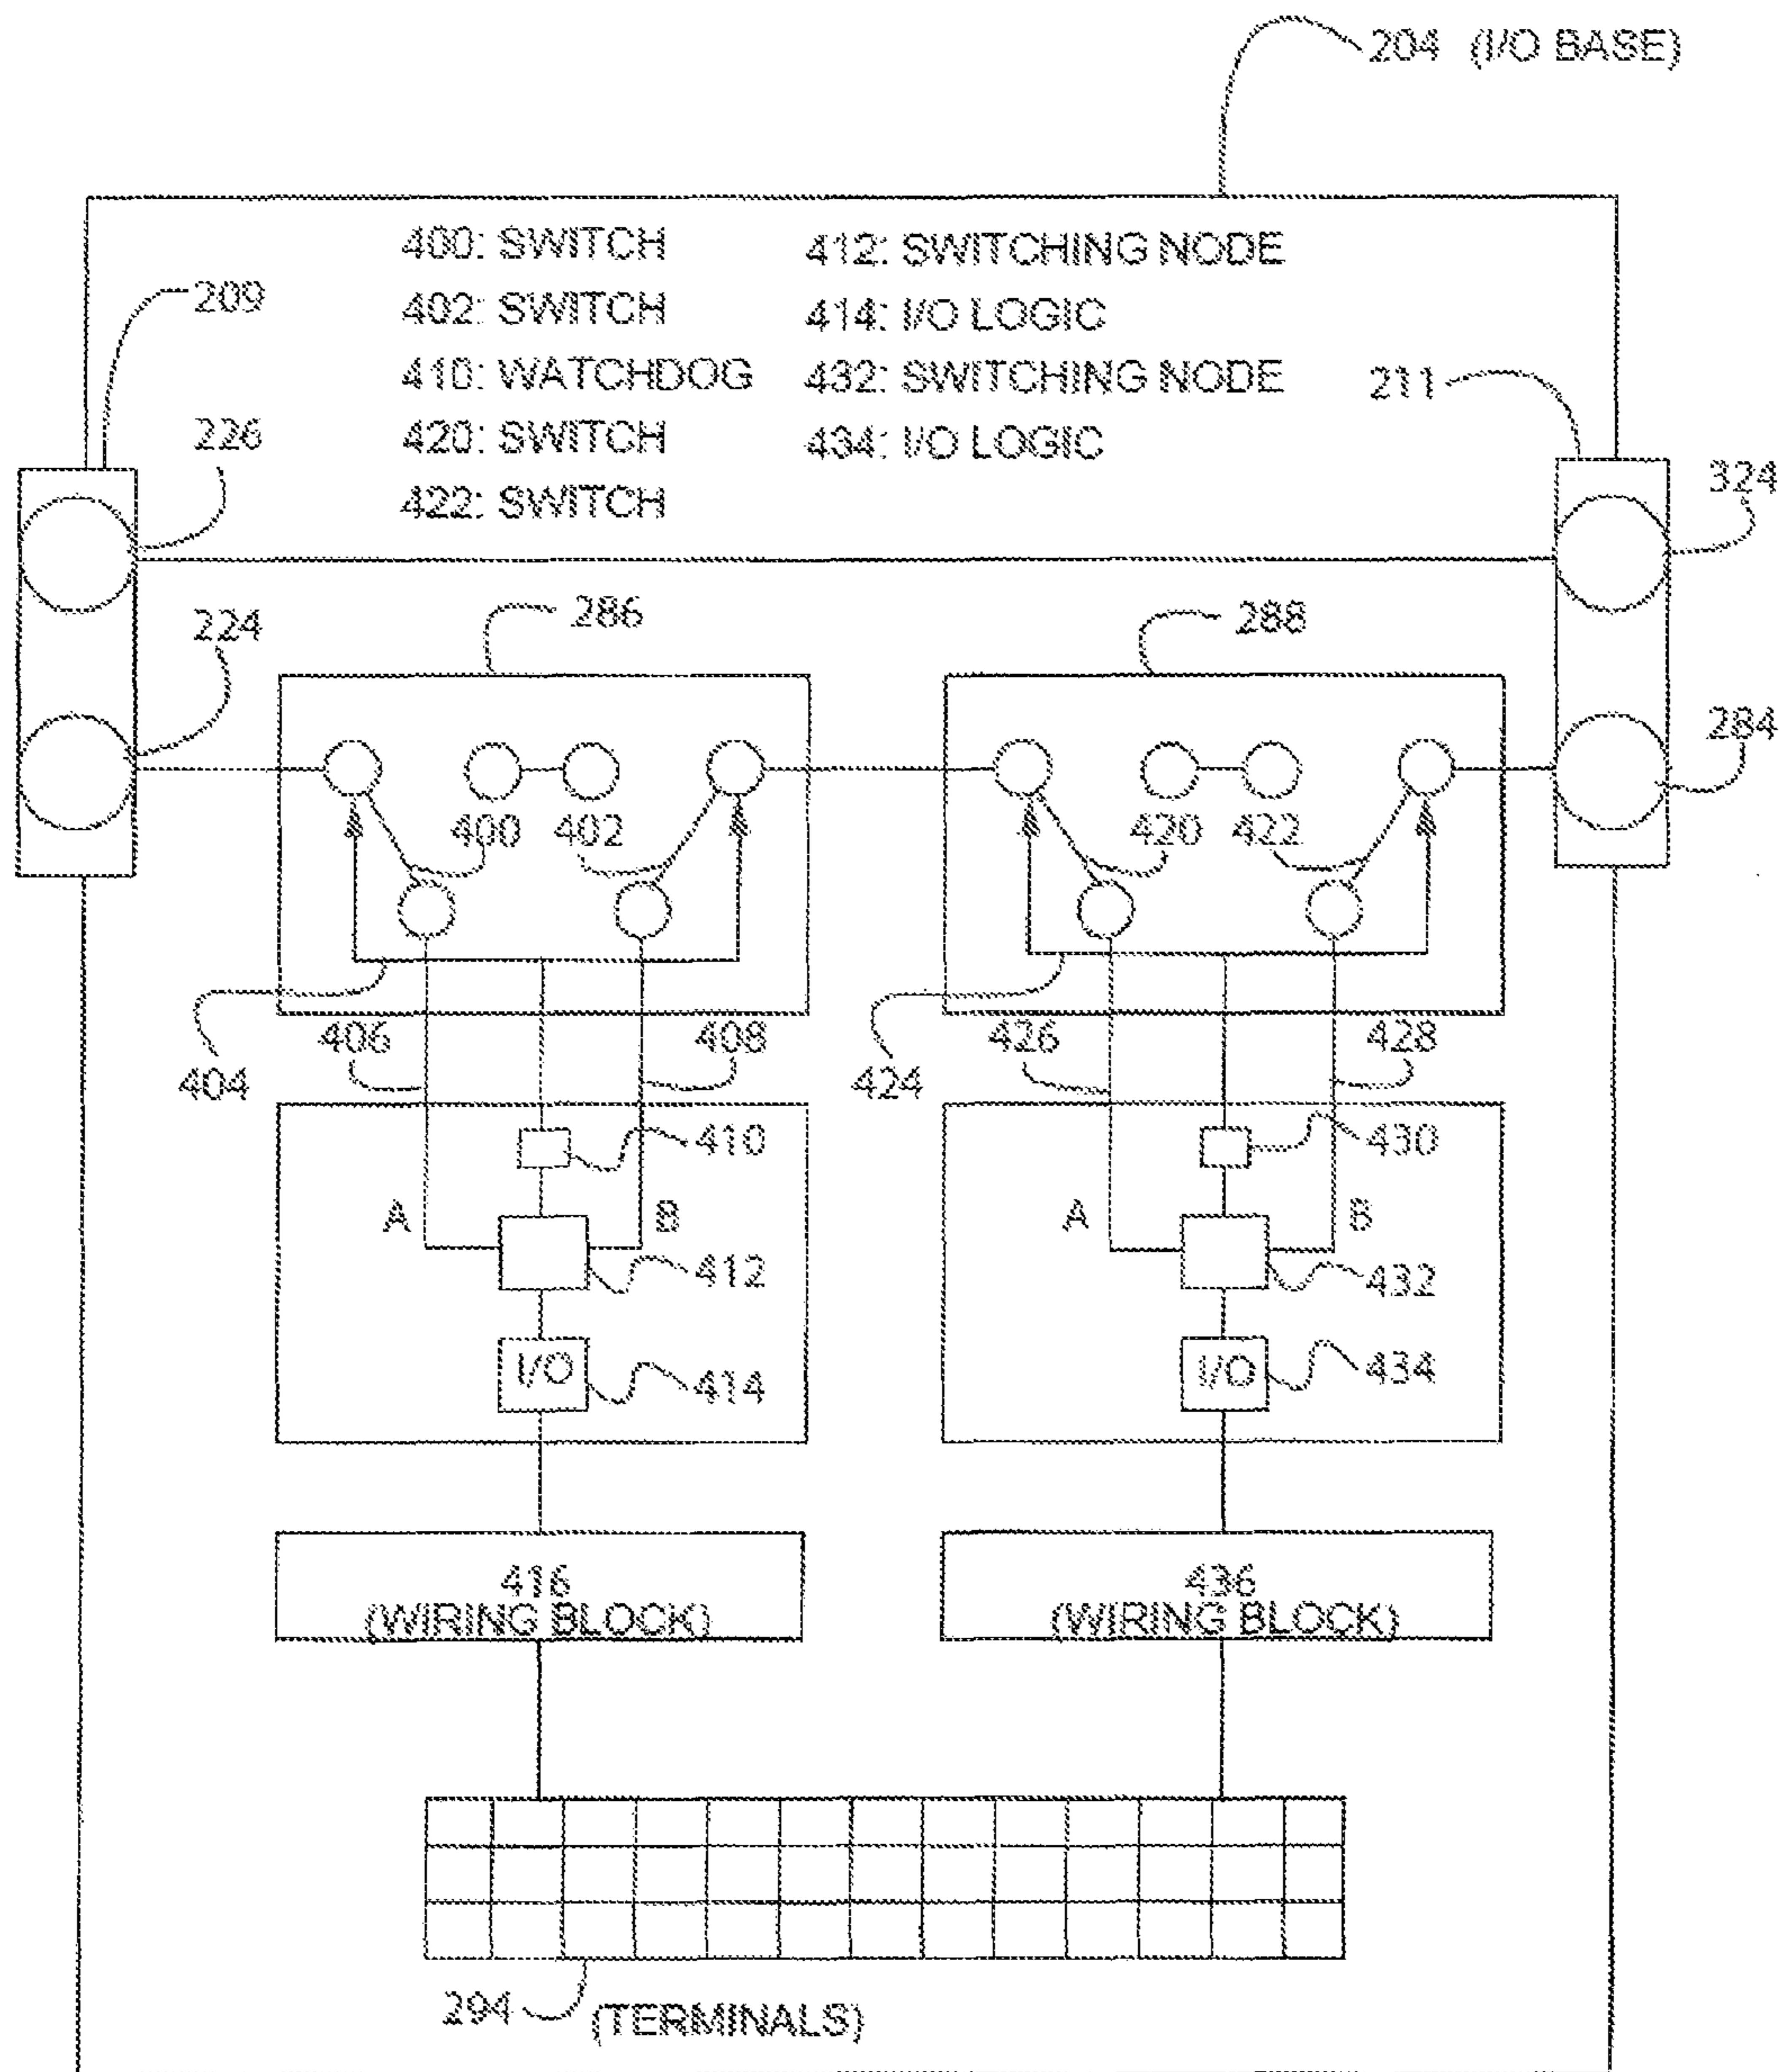 204 (I/O BASE)
400: SWITCH 412: SWITCHING NODE
209
402: SWITCH 414: I/O LOGIC
410: WATCHDOG 432: SWITCHING NODE
211
226
420: SWITCH 434: I/O LOGIC
422: SWITCH
324
224
286
288
284
400 402
420 422
406 408
426 428
404
424
410
430
A B
A B
412
432
I/O
414
I/O
434
416
(WIRING BLOCK)
436
(WIRING BLOCK)
294 (TERMINALS)